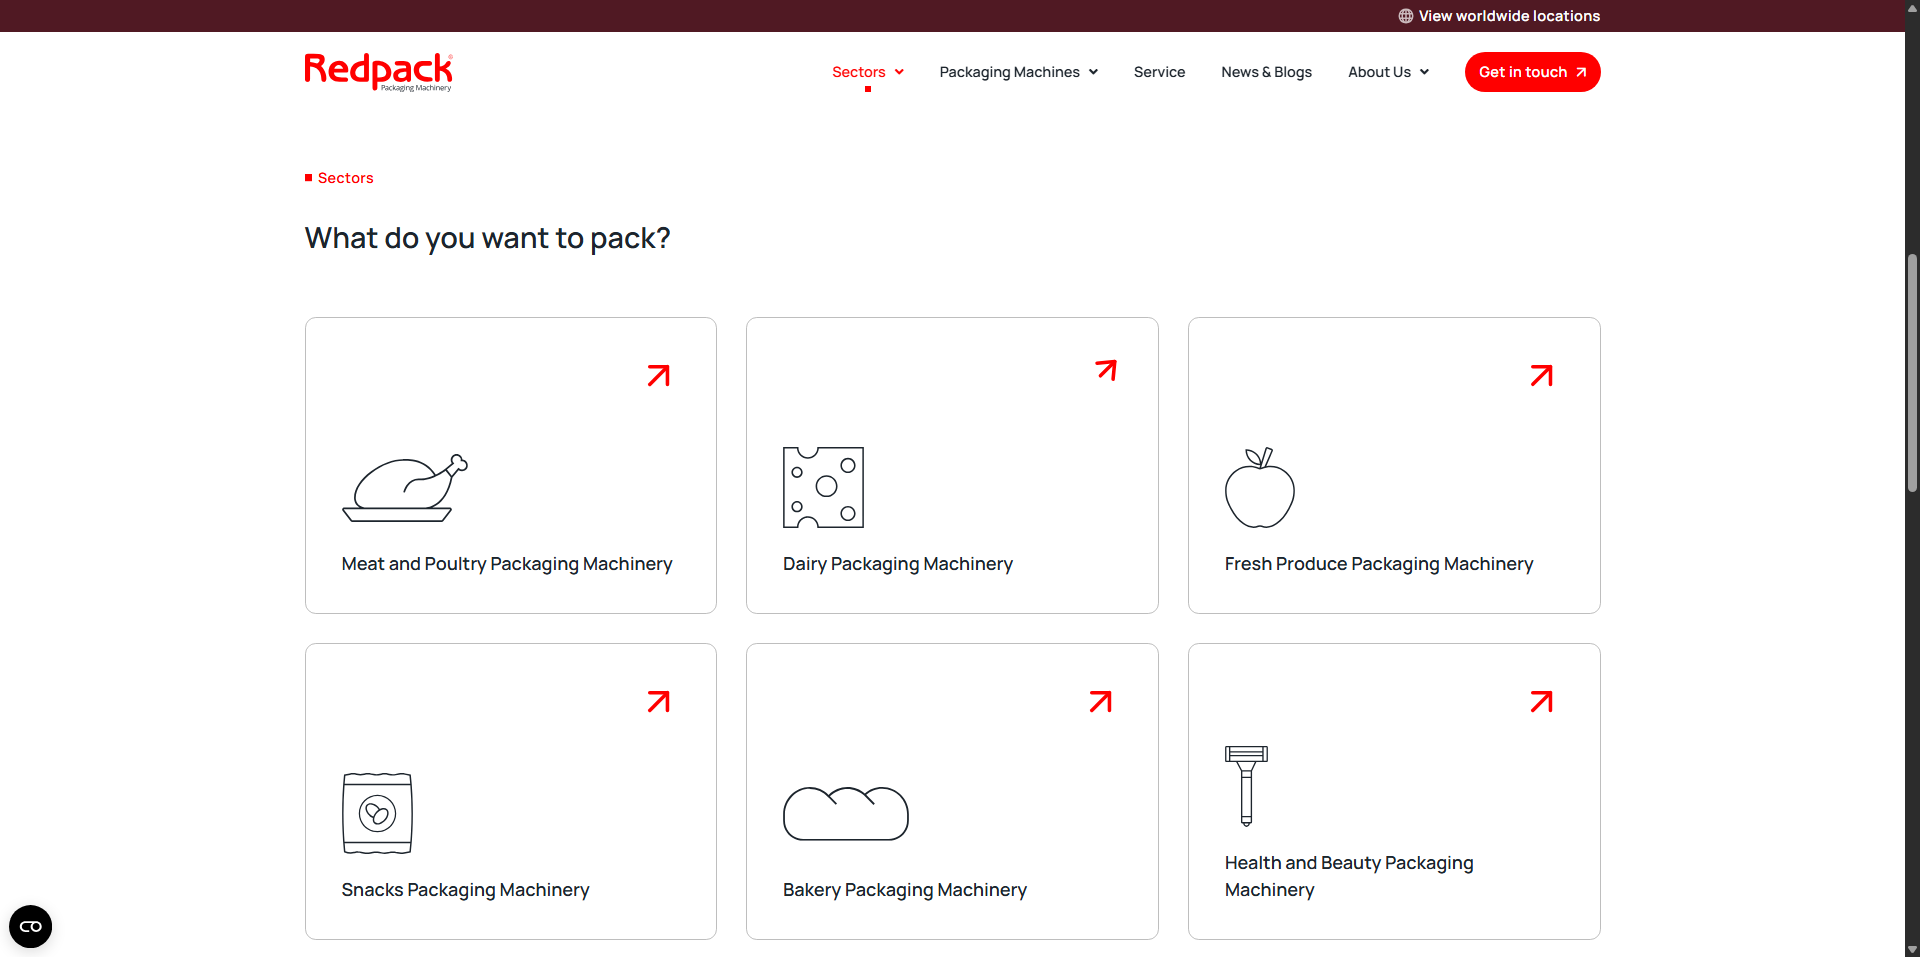 View worldwide locations
Redpack
Packaging Machinery
Sectors
Packaging Machines
Service
News & Blogs
About Us
Get in touch
Sectors
What do you want to pack?
Meat and Poultry Packaging Machinery
Dairy Packaging Machinery
Fresh Produce Packaging Machinery
Snacks Packaging Machinery
Bakery Packaging Machinery
Health and Beauty Packaging
Machinery